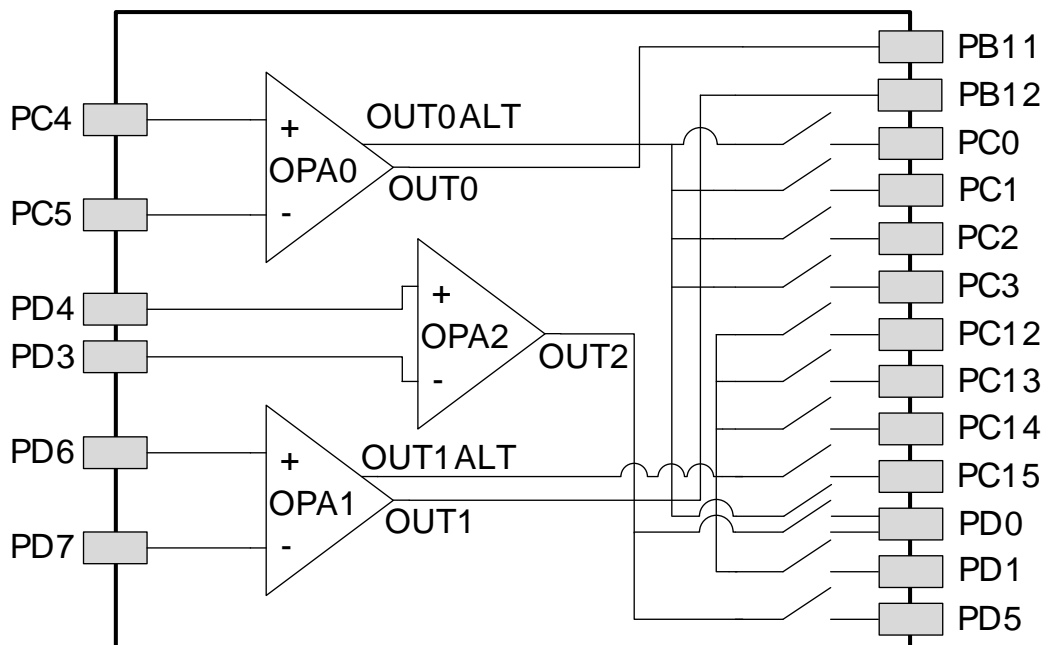 PC4
PC5
PD4
PD3
PD6
PD7
+
OPA0
-
OUT0ALT
OUT0
+
OPA2
-
OUT2
+
OPA1
-
OUT1ALT
OUT1
PB11
PB12
PC0
PC1
PC2
PC3
PC12
PC13
PC14
PC15
PD0
PD1
PD5